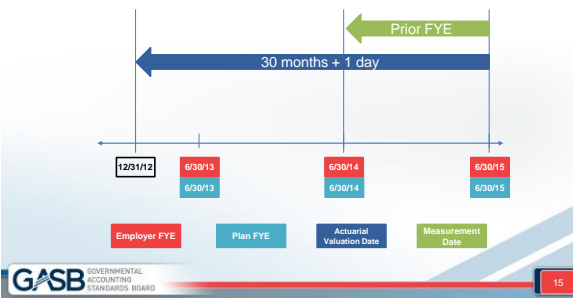 Prior FYE
30 months + 1 day
12/31/12
6/30/13
6/30/14
6/30/15
6/30/13
6/30/14
6/30/15
Employer FYE
Plan FYE
Actuarial
Valuation Date
Measurement
Date
GASB
GOVERNMENTAL
ACCOUNTING
STANDARDS BOARD
15